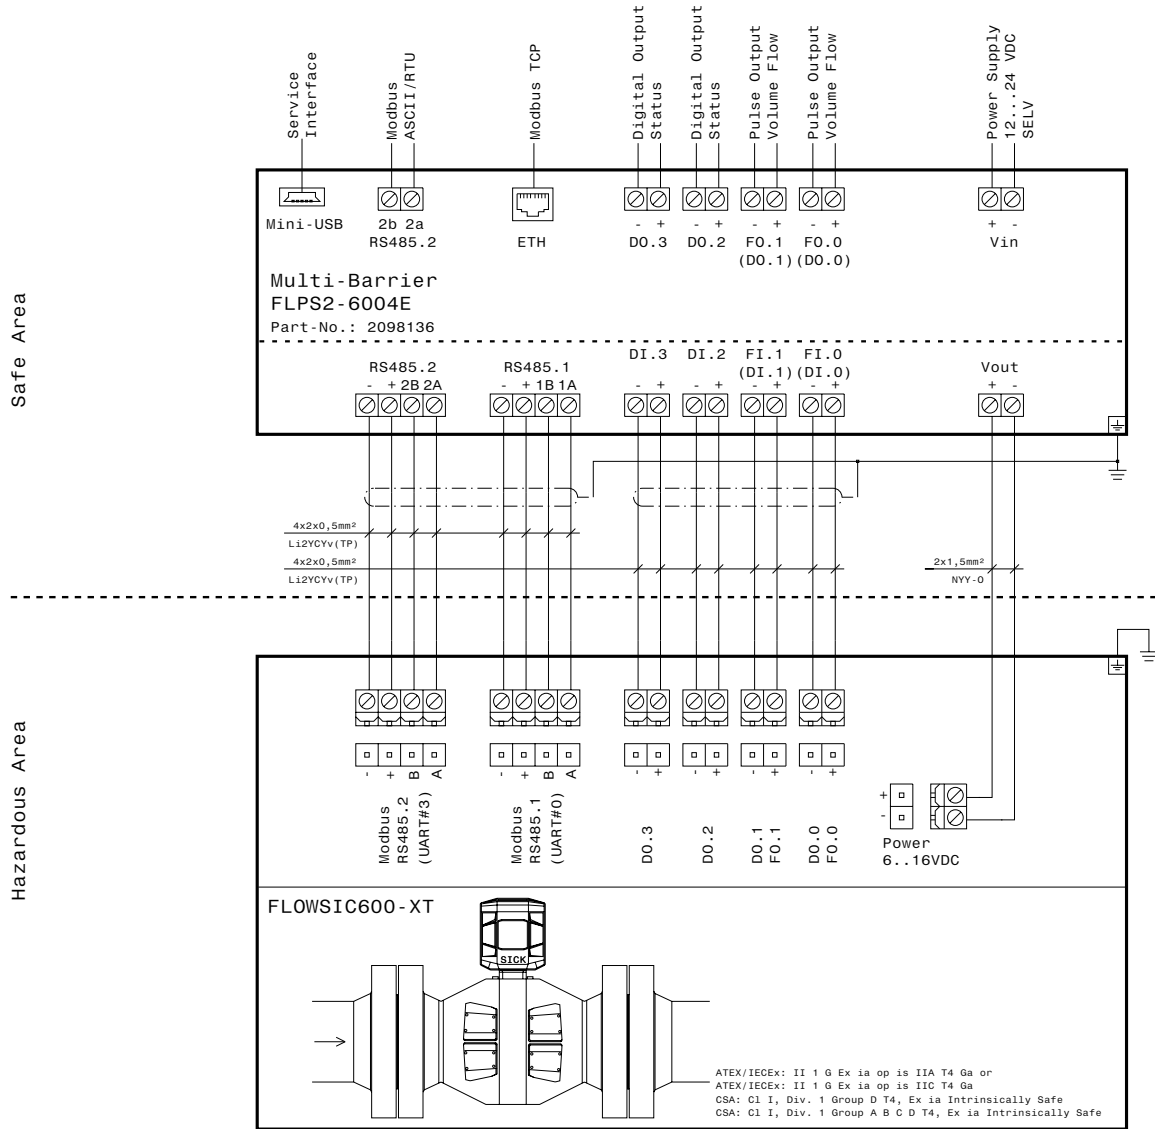 Service
Interface
Modbus
ASCII/RTU
Modbus TCP
Digital Output
Status
Digital Output
Status
Pulse Output
Volume Flow
Pulse Output
Volume Flow
Power Supply
12...24 VDC
SELV
Mini-USB
2b 2a
RS485.2
ETH
- +
DO.3
- +
DO.2
- +
FO.1
(DO.1)
- +
FO.0
(DO.0)
+ -
Vin
Multi-Barrier
FLPS2-6004E
Part-No.: 2098136
Safe Area
RS485.2
- + 2B 2A
RS485.1
- + 1B 1A
DI.3
- +
DI.2
- +
FI.1
(DI.1)
- +
FI.0
(DI.0)
- +
Vout
+ -
4x2x0,5mm²
Li2YCYv(TP)
4x2x0,5mm²
Li2YCYv(TP)
2x1,5mm²
NYY-O
Hazardous Area
- + B A
Modbus
RS485.2
(UART#3)
- + B A
Modbus
RS485.1
(UART#0)
- +
DO.3
- +
DO.2
- +
DO.1
FO.1
- +
DO.0
FO.0
+
-
Power
6..16VDC
FLOWSIC600-XT
SICK
ATEX/IECEx: II 1 G Ex ia op is IIA T4 Ga or
ATEX/IECEx: II 1 G Ex ia op is IIC T4 Ga
CSA: Cl I, Div. 1 Group D T4, Ex ia Intrinsically Safe
CSA: Cl I, Div. 1 Group A B C D T4, Ex ia Intrinsically Safe